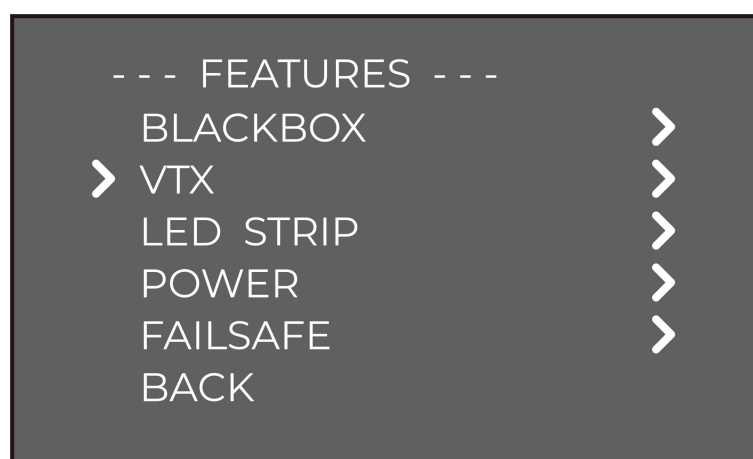 - - - FEATURES - - -
BLACKBOX >
> VTX >
LED STRIP >
POWER >
FAILSAFE >
BACK